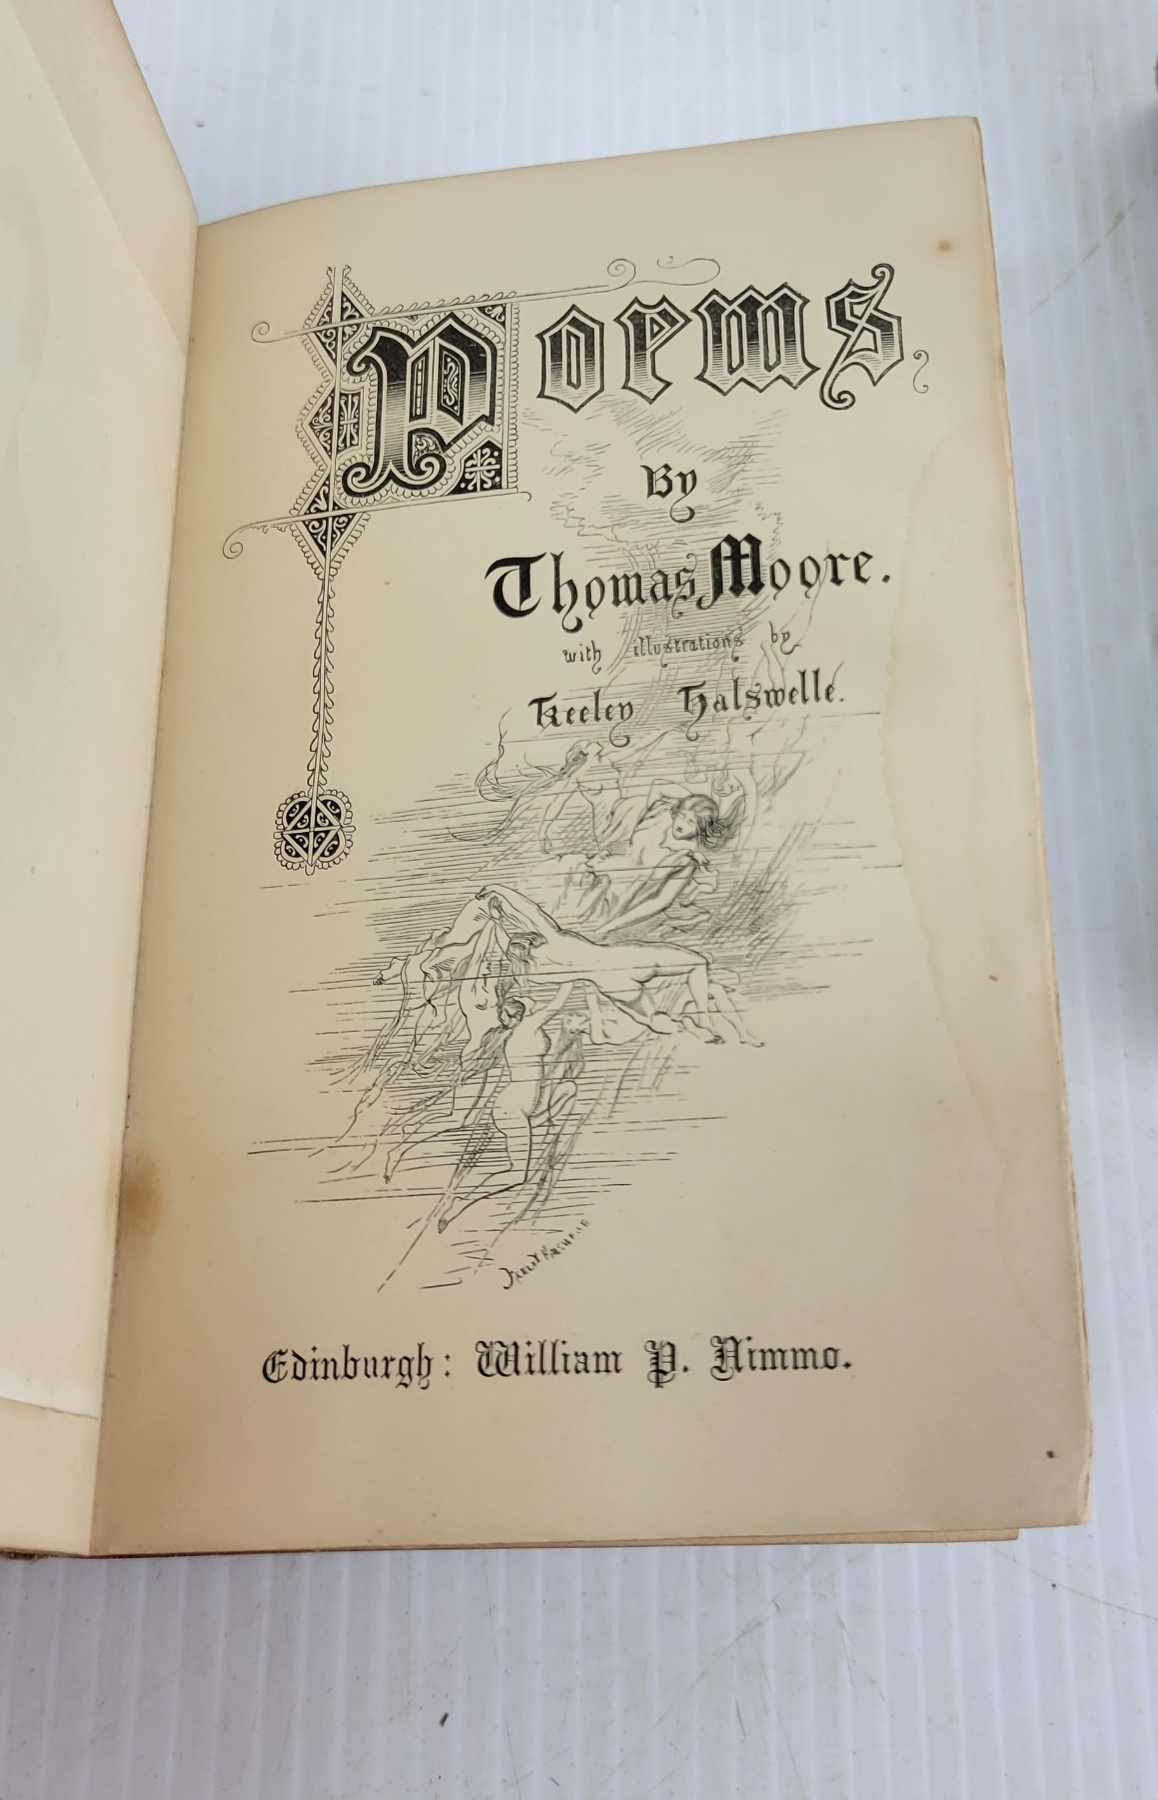 Poems
By
Thomas Moore.
with illustrations by
Keeley Halswelle.
Edinburgh: William P. Nimmo.